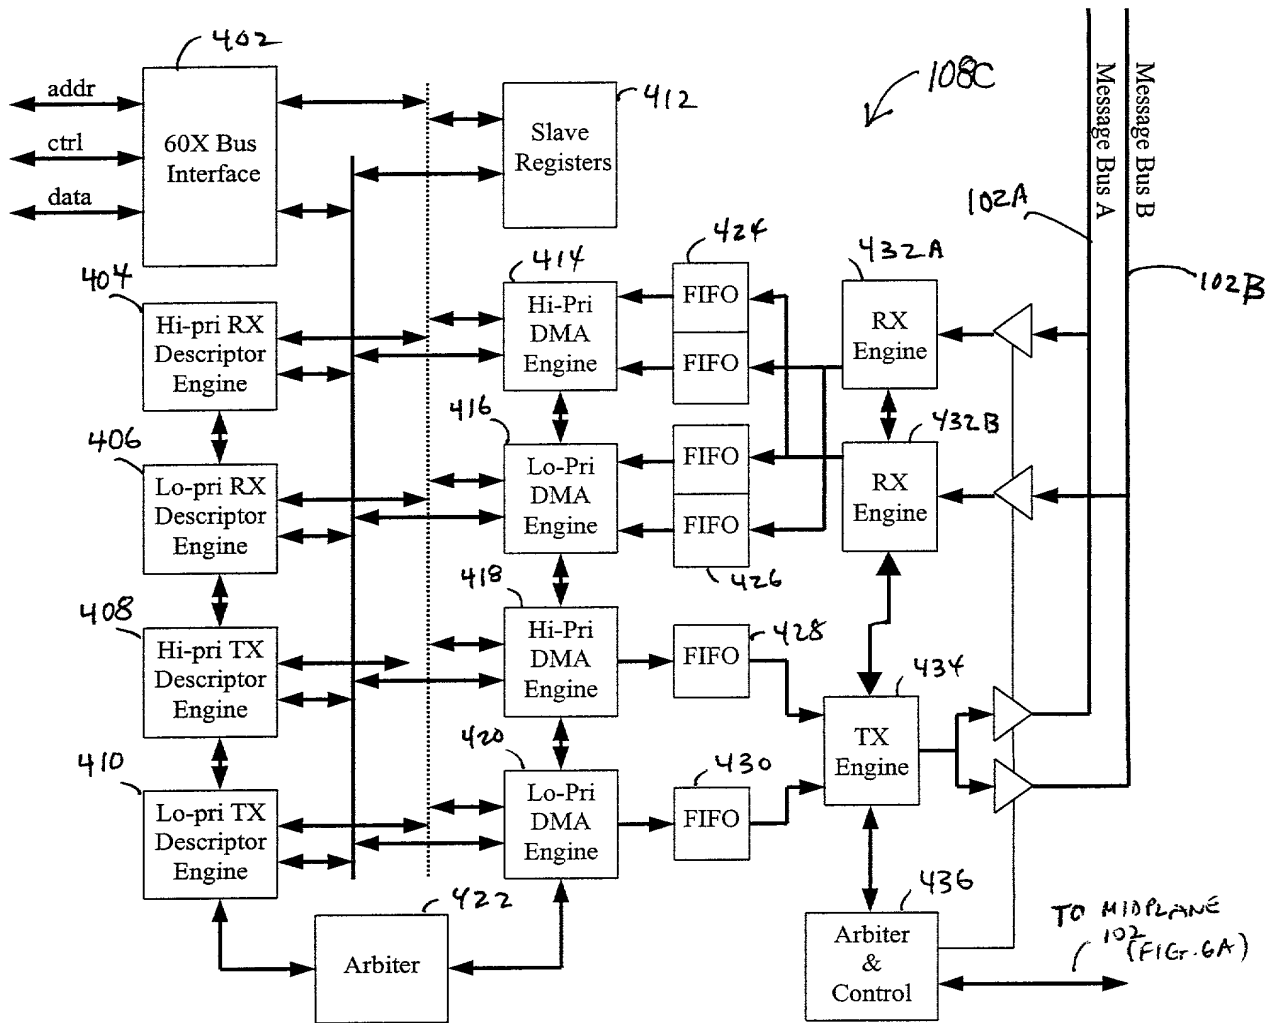 402
addr
ctrl
data
60X Bus
Interface
412
Slave
Registers
108C
Message Bus A
Message Bus B
102A
102B
404
Hi-pri RX
Descriptor
Engine
414
Hi-Pri
DMA
Engine
424
FIFO
FIFO
432A
RX
Engine
406
Lo-pri RX
Descriptor
Engine
416
Lo-Pri
DMA
Engine
FIFO
FIFO
426
432B
RX
Engine
408
Hi-pri TX
Descriptor
Engine
418
Hi-Pri
DMA
Engine
FIFO
428
434
TX
Engine
410
Lo-pri TX
Descriptor
Engine
420
Lo-Pri
DMA
Engine
430
FIFO
422
Arbiter
436
Arbiter
&
Control
TO MIDPLANE
102
(FIG. 6A)